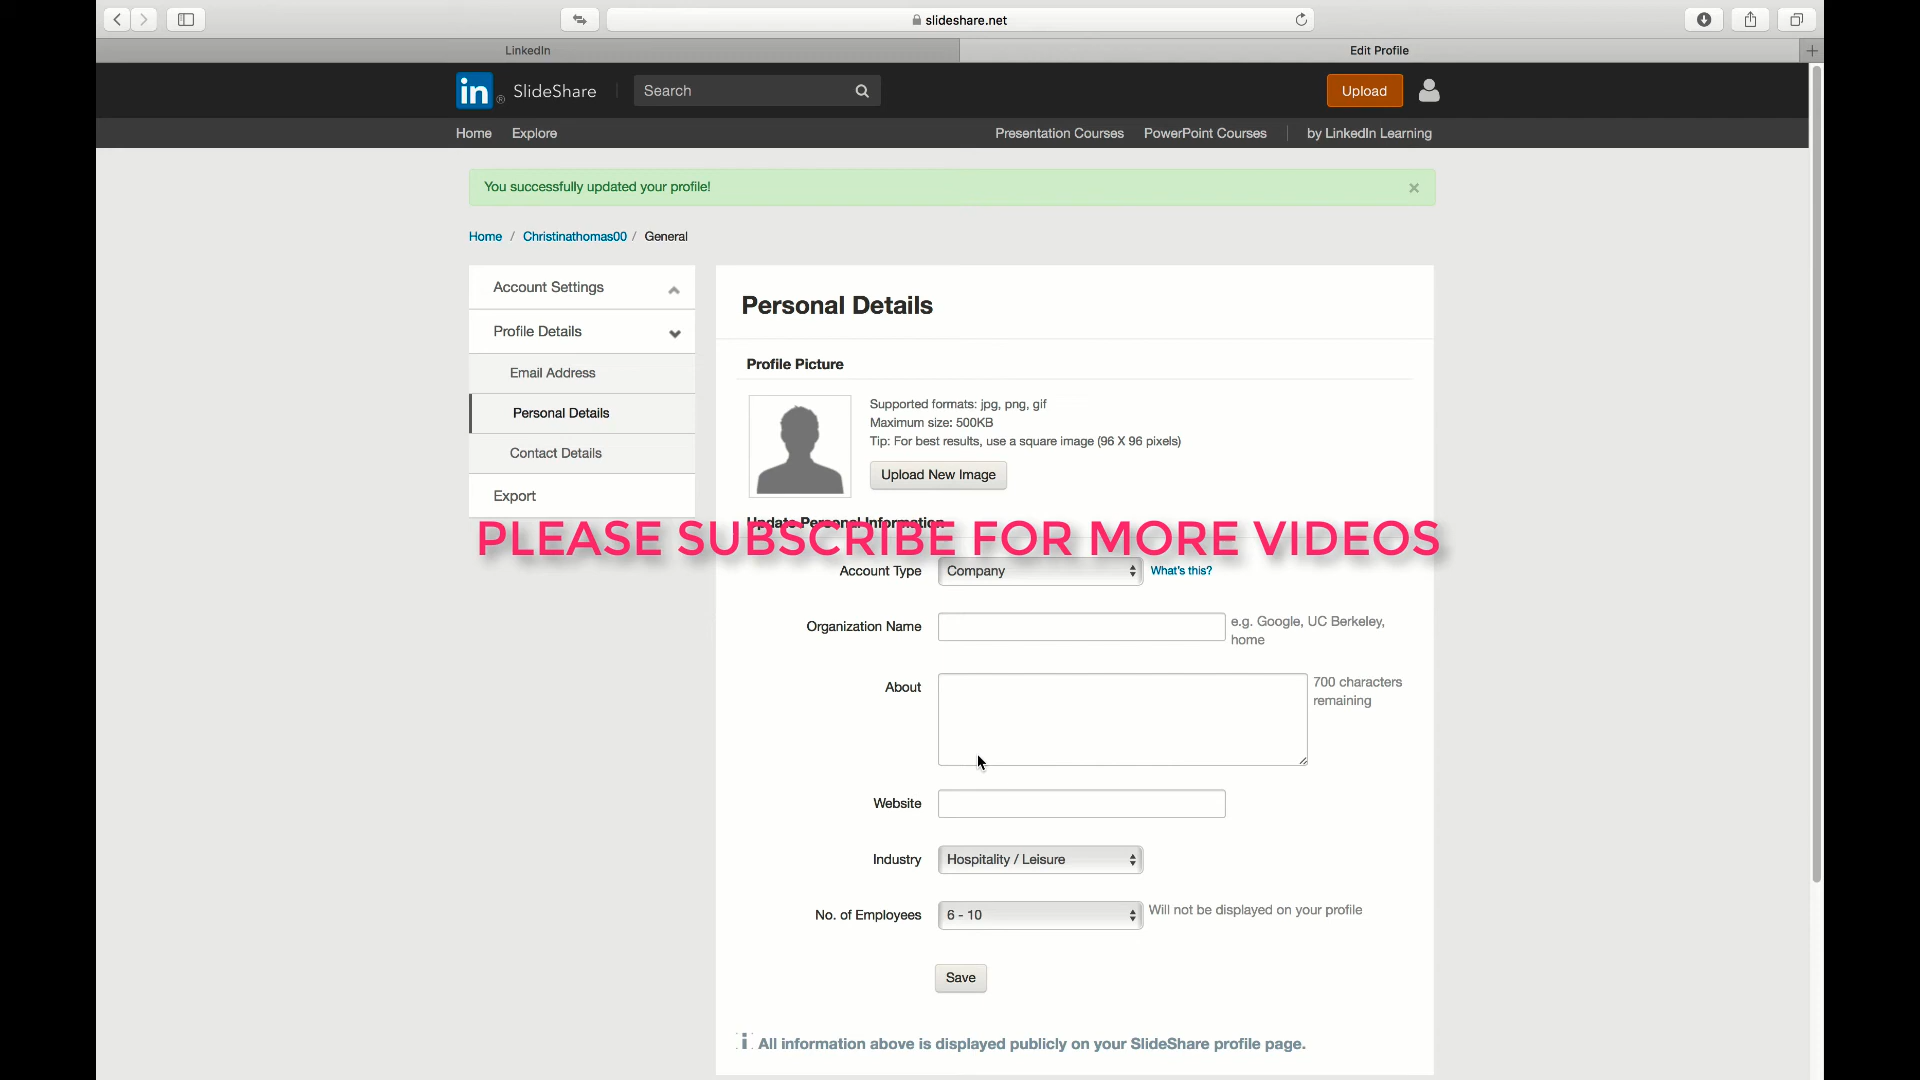 slideshare.net
LinkedIn
Edit Profile
in® SlideShare
Search
Upload
Home
Explore
Presentation Courses
PowerPoint Courses
by LinkedIn Learning
You successfully updated your profile!
Home / Christinathomas00 / General
Account Settings
Profile Details
Email Address
Personal Details
Contact Details
Export
Personal Details
Profile Picture
Supported formats: jpg, png, gif
Maximum size: 500KB
Tip: For best results, use a square image (96 X 96 pixels)
Upload New Image
Update Personal Information
PLEASE SUBSCRIBE FOR MORE VIDEOS
Account Type
Company
What's this?
Organization Name
e.g. Google, UC Berkeley,
home
About
700 characters
remaining
Website
Industry
Hospitality / Leisure
No. of Employees
6 - 10
Will not be displayed on your profile
Save
i All information above is displayed publicly on your SlideShare profile page.